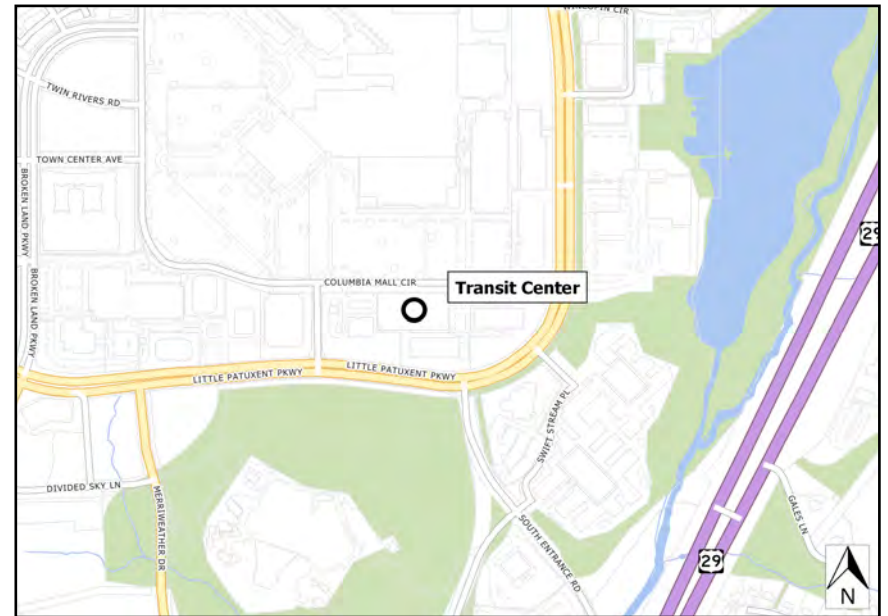 WINCOPIN CIR
TWIN RIVERS RD
TOWN CENTER AVE
BROKEN LAND PKWY
29
COLUMBIA MALL CIR
Transit Center
BROKEN LAND PKWY
LITTLE PATUXENT PKWY
LITTLE PATUXENT PKWY
SWIFT STREAM PL
DIVIDED SKY LN
MERRIWEATHER DR
SOUTH ENTRANCE RD
GALES LN
29
N